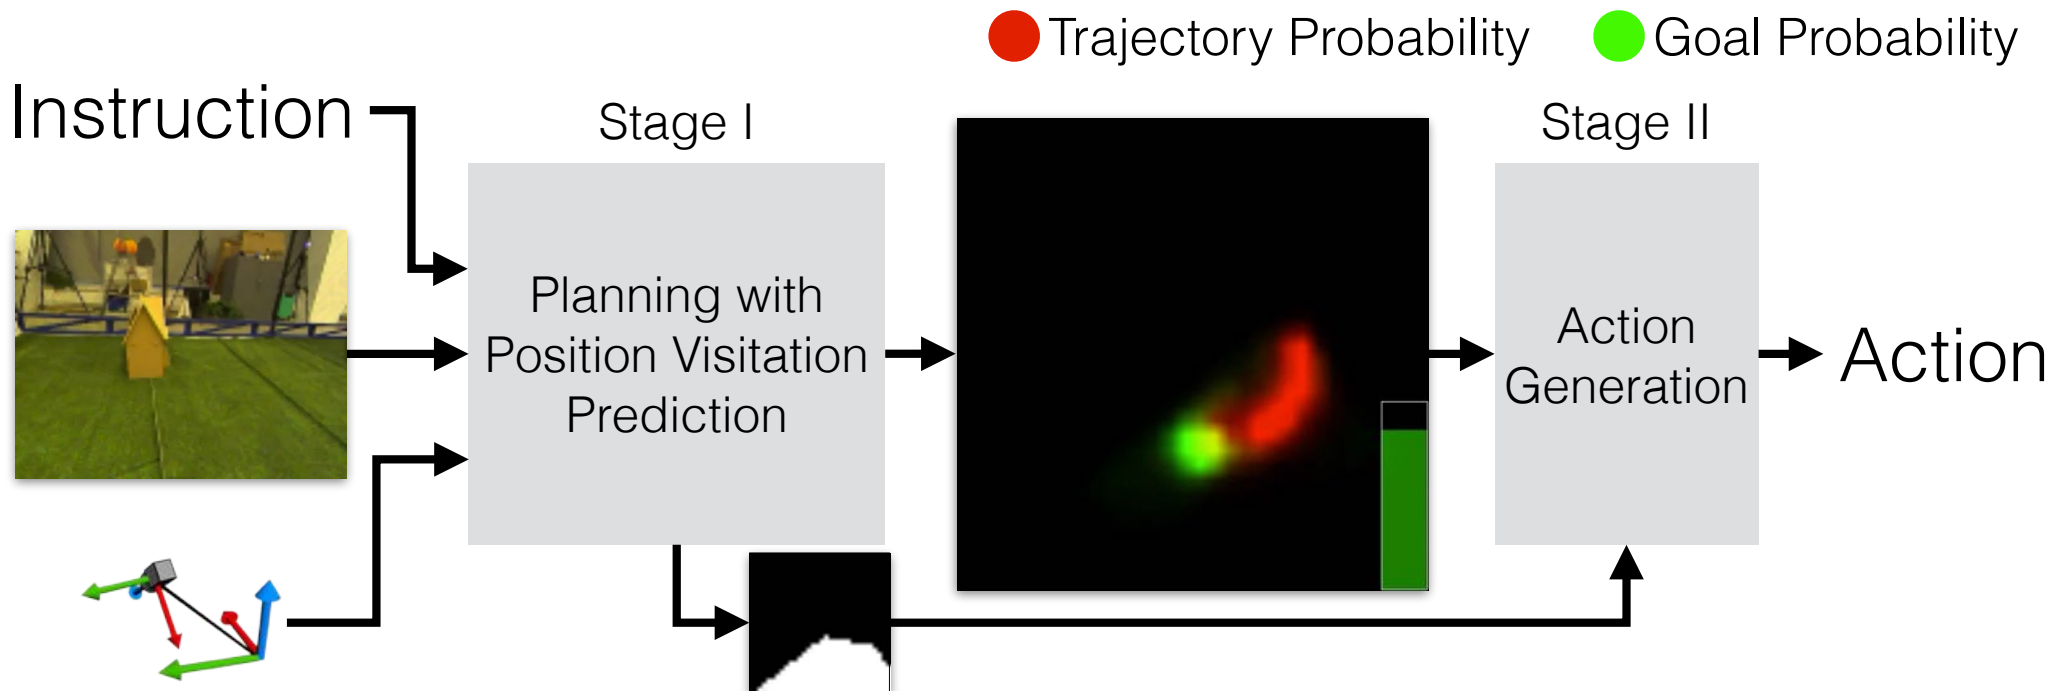 Trajectory Probability
Goal Probability
Instruction
Stage I
Stage II
Planning with
Position Visitation
Prediction
Action
Generation
Action